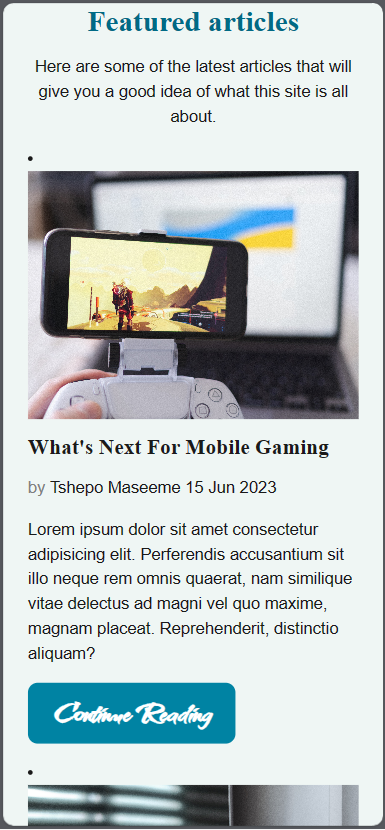 Featured articles
Here are some of the latest articles that will
give you a good idea of what this site is all
about.
What's Next For Mobile Gaming
by Tshepo Maseeme 15 Jun 2023
Lorem ipsum dolor sit amet consectetur
adipisicing elit. Perferendis accusantium sit
illo neque rem omnis quaerat, nam similique
vitae delectus ad magni vel quo maxime,
magnam placeat. Reprehenderit, distinctio
aliquam?
Continue Reading